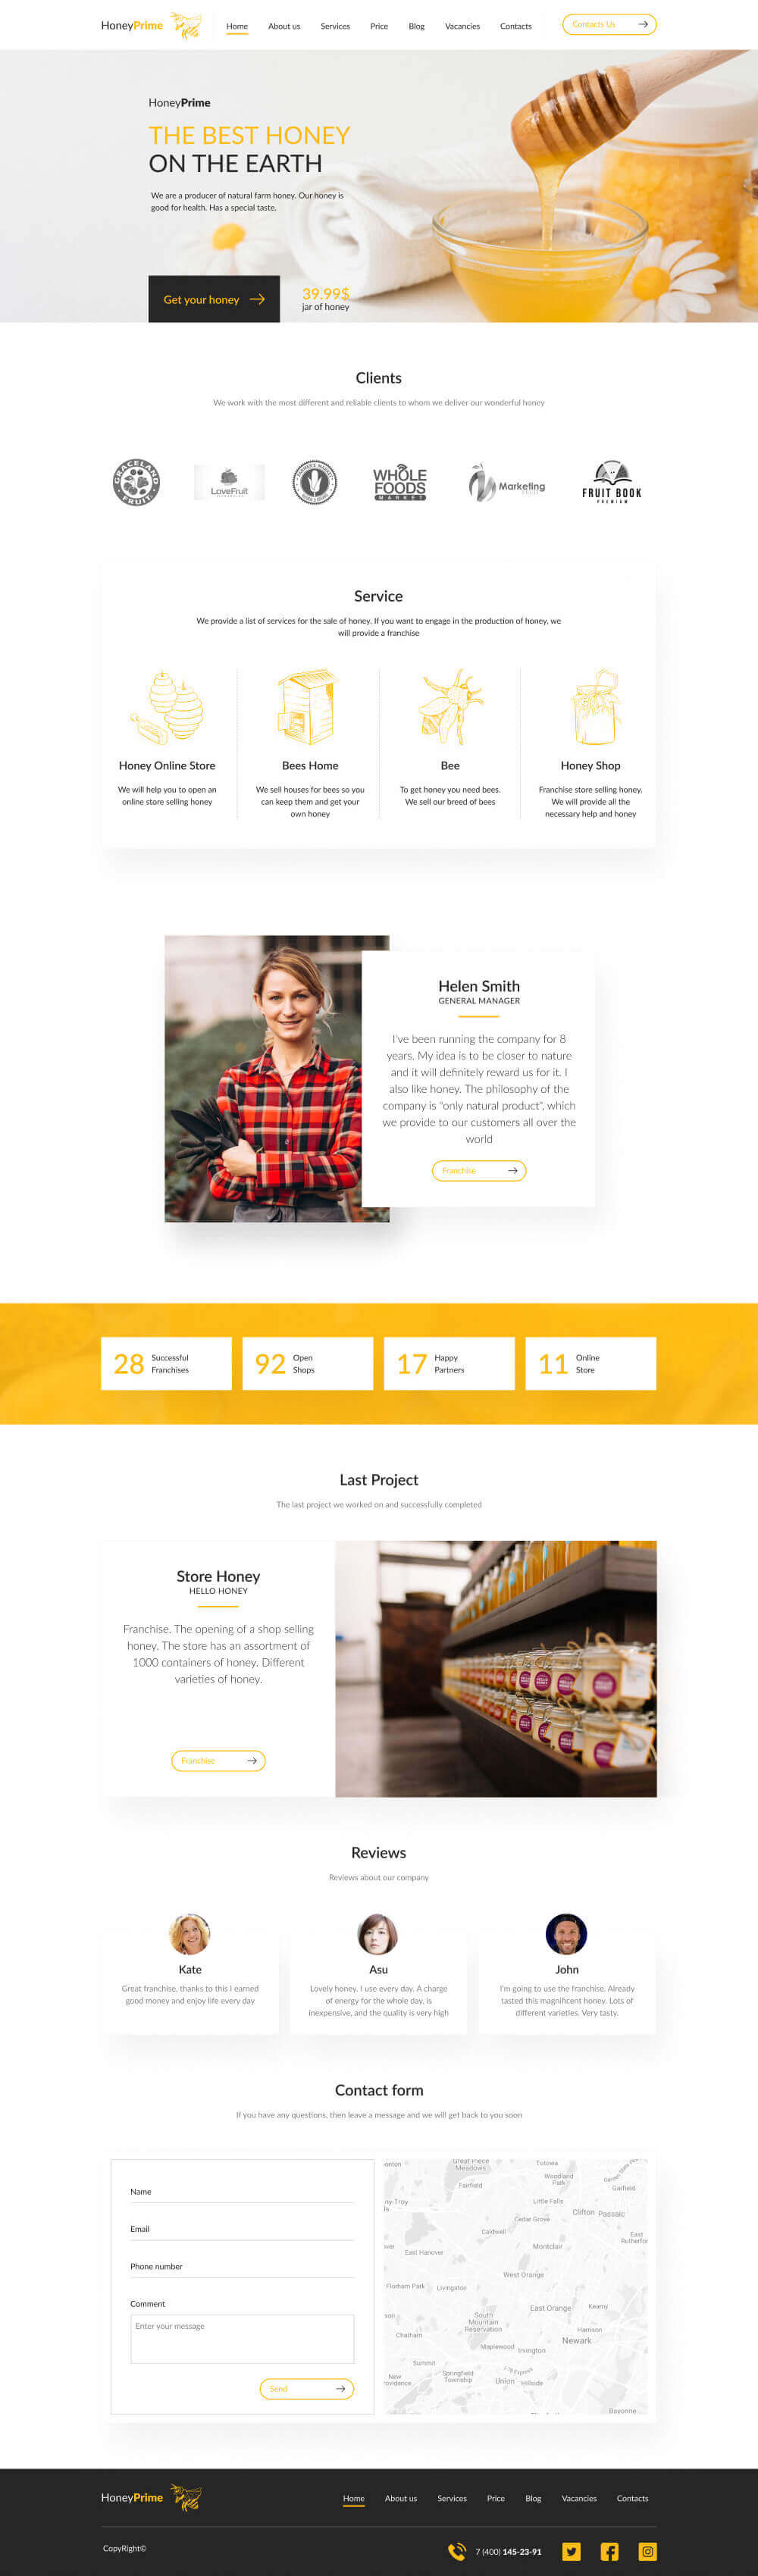 HoneyPrime
Home About us Services Price Blog Vacancies Contacts
Contacts Us
HoneyPrime
THE BEST HONEY
ON THE EARTH
We are a producer of natural farm honey. Our honey is
good for health. Has a special taste.
Get your honey
39.99$
jar of honey
Clients
We work with the most different and reliable clients to whom we deliver our wonderful honey
GRACELAND
FRUIT
LoveFruit
FARMER'S MARKET
WHOLE
FOODS
MARKET
Marketing
FRUIT BOOK
PREMIUM
Service
We provide a list of services for the sale of honey. If you want to engage in the production of honey, we
will provide a franchise
Honey Online Store
We will help you to open an
online store selling honey
Bees Home
We sell houses for bees so you
can keep them and get your
own honey
Bee
To get honey you need bees.
We sell our breed of bees
Honey Shop
Franchise store selling honey.
We will provide all the
necessary help and honey
Helen Smith
GENERAL MANAGER
I've been running the company for 8
years. My idea is to be closer to nature
and it will definitely reward us for it. I
also like honey. The philosophy of the
company is "only natural product", which
we provide to our customers all over the
world
Franchise
28 Successful
Franchises
92 Open
Shops
17 Happy
Partners
11 Online
Store
Last Project
The last project we worked on and successfully completed
Store Honey
HELLO HONEY
Franchise. The opening of a shop selling
honey. The store has an assortment of
1000 containers of honey. Different
varieties of honey.
Franchise
Reviews
Reviews about our company
Kate
Great franchise, thanks to this I earned
good money and enjoy life every day
Asu
Lovely honey. I use every day. A charge
of energy for the whole day, is
inexpensive, and the quality is very high
John
I'm going to use the franchise. Already
tasted this magnificent honey. Lots of
different varieties. Very tasty.
Contact form
If you have any questions, then leave a message and we will get back to you soon
Name
Email
Phone number
Comment
Enter your message
Send
Great Piece
Meadows
Totowa
Woodland
Park
Garfield
Fairfield
ny-Troy
Little Falls
Clifton
Passaic
Cedar Grove
Caldwell
East
Rutherfor
Montclair
East Hanover
West Orange
Florham Park
Livingston
East Orange
Kearny
South
Mountain
Reservation
Harrison
Chatham
Newark
Maplewood
Irvington
Summit
New
Providence
Springfield
Township
Union
Hillside
Bayonne
HoneyPrime
Home About us Services Price Blog Vacancies Contacts
CopyRight©
7 (400) 145-23-91